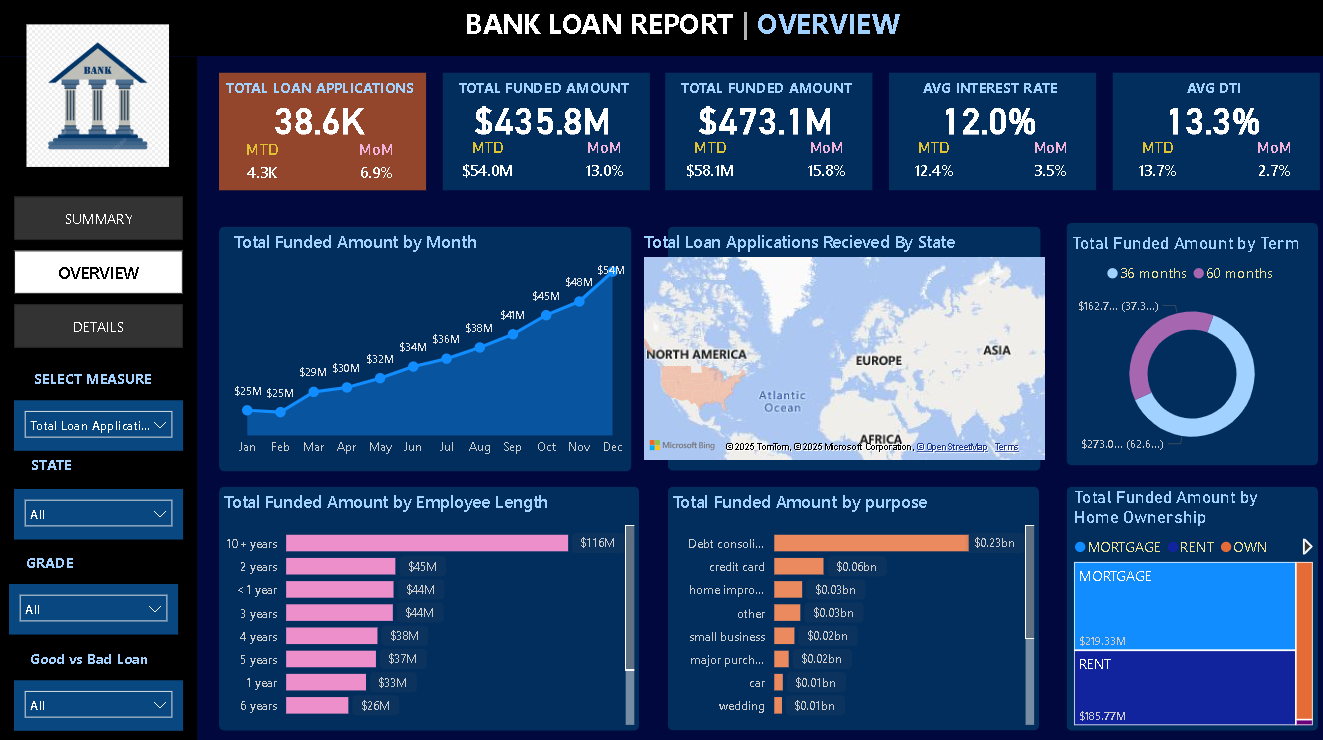 BANK LOAN REPORT | OVERVIEW
BANK
SUMMARY
OVERVIEW
DETAILS
SELECT MEASURE
Total Loan Applicati...
STATE
All
GRADE
All
Good vs Bad Loan
All
TOTAL LOAN APPLICATIONS
38.6K
MTD MoM
4.3K 6.9%
TOTAL FUNDED AMOUNT
$435.8M
MTD MoM
$54.0M 13.0%
TOTAL FUNDED AMOUNT
$473.1M
MTD MoM
$58.1M 15.8%
AVG INTEREST RATE
12.0%
MTD MoM
12.4% 3.5%
AVG DTI
13.3%
MTD MoM
13.7% 2.7%
Total Funded Amount by Month
$25M $25M $29M $30M $32M $34M $36M $38M $41M $45M $48M $54M
Jan Feb Mar Apr May Jun Jul Aug Sep Oct Nov Dec
Total Loan Applications Recieved By State
NORTH AMERICA
EUROPE
ASIA
Atlantic
Ocean
AFRICA
Microsoft Bing
© 2025 TomTom, © 2025 Microsoft Corporation, © OpenStreetMap Terms
Total Funded Amount by Term
36 months 60 months
$162.7... (37.3...)
$273.0... (62.6...)
Total Funded Amount by Employee Length
10+ years $116M
2 years $45M
< 1 year $44M
3 years $44M
4 years $38M
5 years $37M
1 year $33M
6 years $26M
Total Funded Amount by purpose
Debt consoli... $0.23bn
credit card $0.06bn
home impro... $0.03bn
other $0.03bn
small business $0.02bn
major purch... $0.02bn
car $0.01bn
wedding $0.01bn
Total Funded Amount by
Home Ownership
MORTGAGE RENT OWN
MORTGAGE
$219.33M
RENT
$185.77M